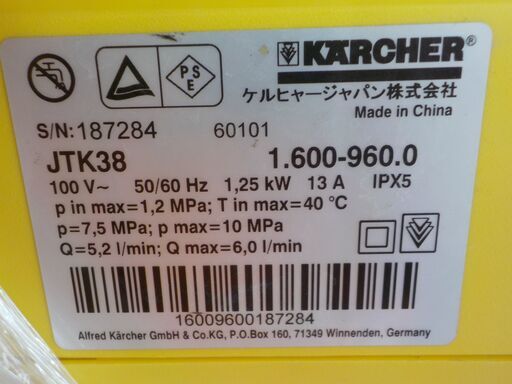 KÄRCHER®
P S E
ケルヒャージャパン株式会社
Made in China
S/N: 187284 60101
JTK38 1.600-960.0
100 V~ 50/60 Hz 1,25 kW 13 A IPX5
p in max=1,2 MPa; T in max=40 °C
p=7,5 MPa; p max=10 MPa
Q=5,2 l/min; Q max=6,0 l/min
16009600187284
Alfred Kärcher GmbH & Co.KG, P.O.Box 160, 71349 Winnenden, Germany